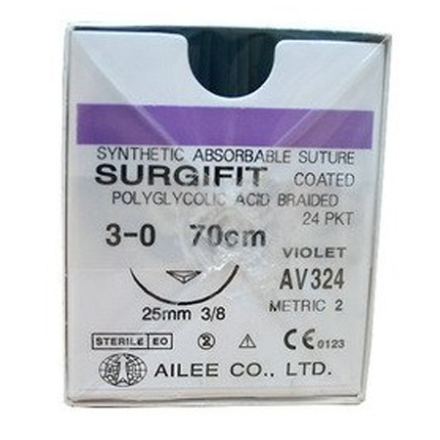 SYNTHETIC ABSORBABLE SUTURE
SURGIFIT COATED
POLYGLYCOLIC ACID BRAIDED
24 PKT
3-0 70cm
VIOLET
AV324
25mm 3/8
METRIC 2
STERILE EO 2 CE 0123
AILEE CO., LTD.